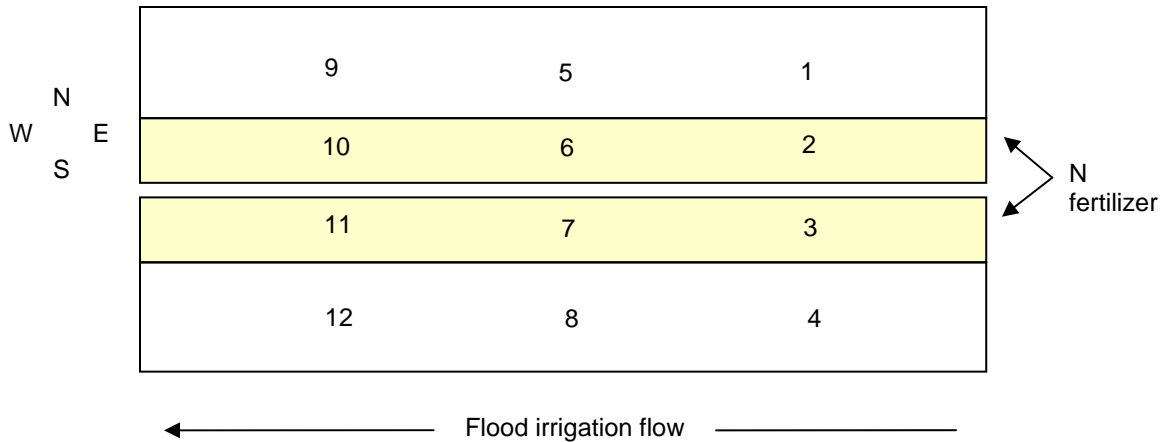 9 5 1
N
W E
S
10 6 2
N
fertilizer
11 7 3
12 8 4
Flood irrigation flow